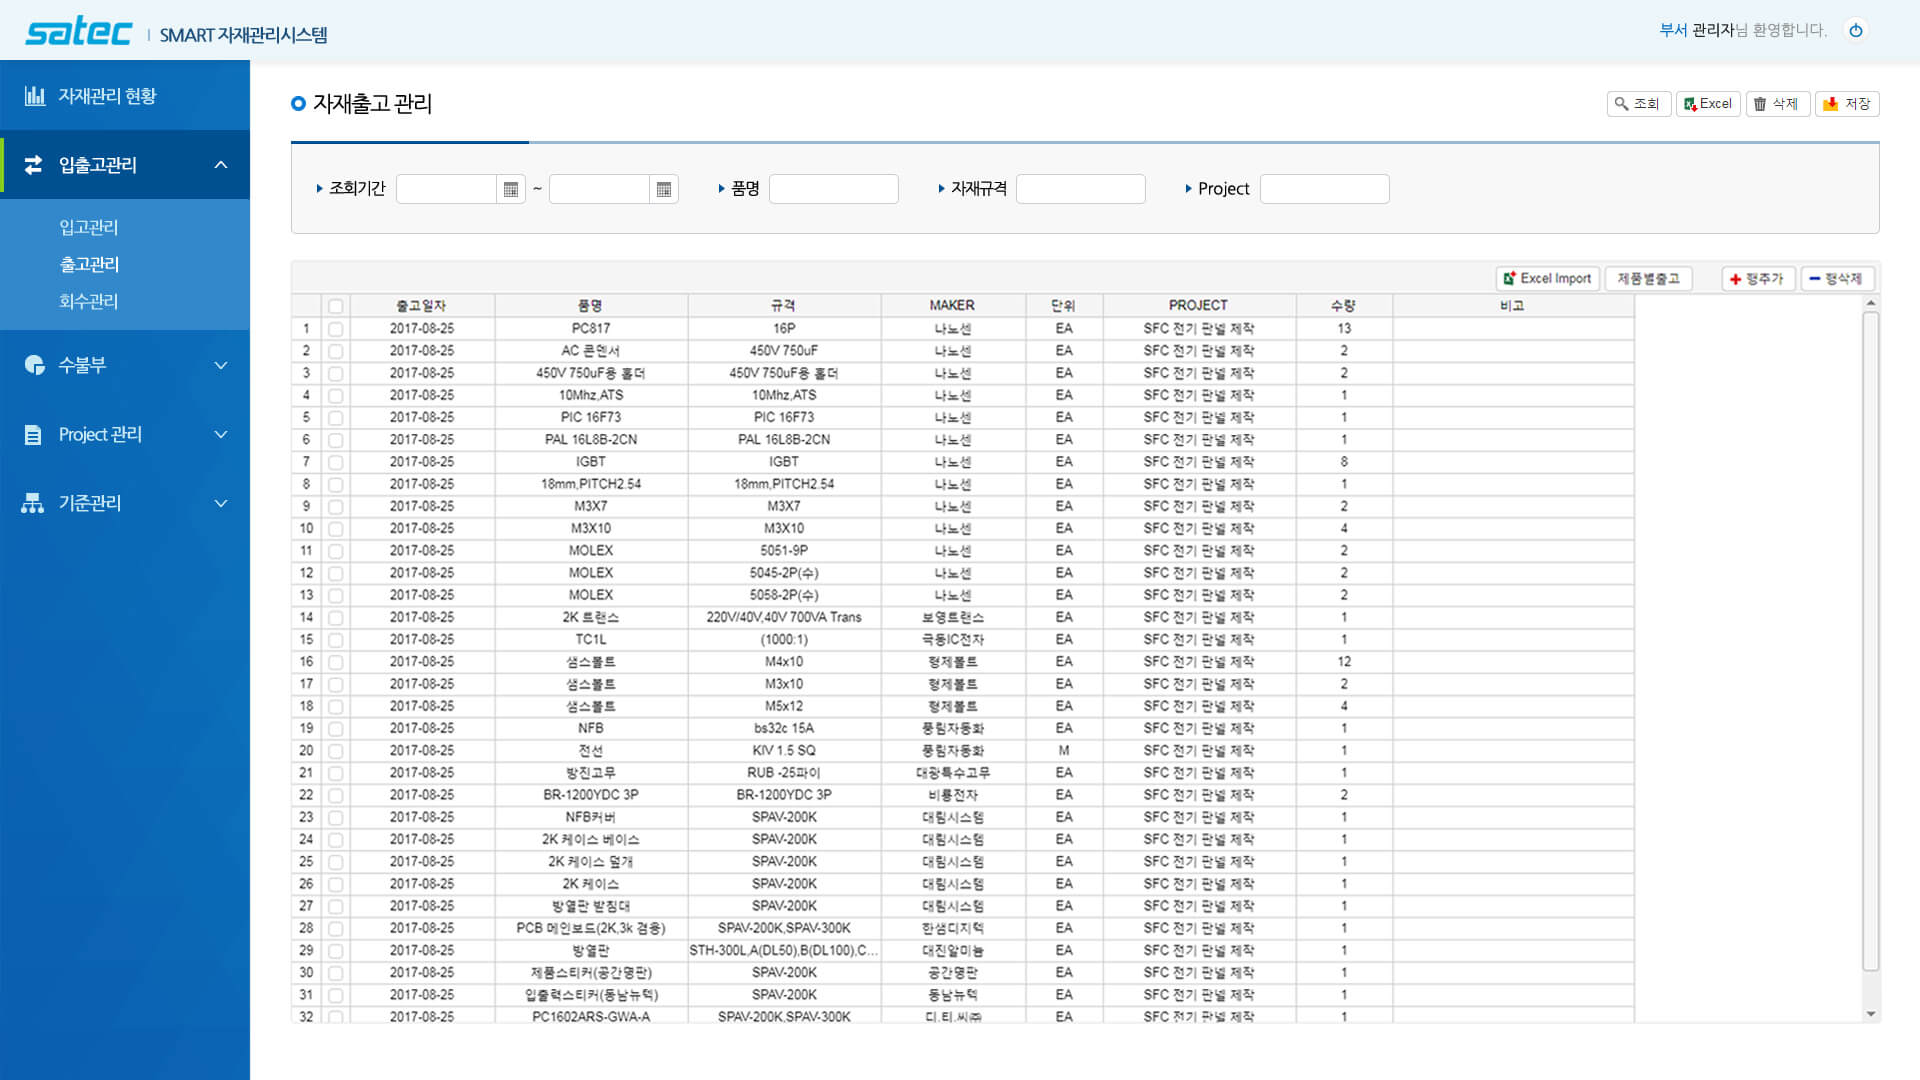 satec | SMART 자재관리시스템
부서 관리자님 환영합니다.
자재관리 현황
입출고관리
입고관리
출고관리
회수관리
수불부
Project 관리
기준관리
자재출고 관리
조회 Excel 삭제 저장
조회기간 ~ 품명 자재규격 Project
Excel Import 제품별출고 행추가 행삭제
출고일자 품명 규격 MAKER 단위 PROJECT 수량 비고
1 2017-08-25 PC817 16P 나노센 EA SFC 전기 판넬 제작 13
2 2017-08-25 AC 콘덴서 450V 750uF 나노센 EA SFC 전기 판넬 제작 2
3 2017-08-25 450V 750uF용 홀더 450V 750uF용 홀더 나노센 EA SFC 전기 판넬 제작 2
4 2017-08-25 10Mhz,ATS 10Mhz,ATS 나노센 EA SFC 전기 판넬 제작 1
5 2017-08-25 PIC 16F73 PIC 16F73 나노센 EA SFC 전기 판넬 제작 1
6 2017-08-25 PAL 16L8B-2CN PAL 16L8B-2CN 나노센 EA SFC 전기 판넬 제작 1
7 2017-08-25 IGBT IGBT 나노센 EA SFC 전기 판넬 제작 8
8 2017-08-25 18mm,PITCH2.54 18mm,PITCH2.54 나노센 EA SFC 전기 판넬 제작 1
9 2017-08-25 M3X7 M3X7 나노센 EA SFC 전기 판넬 제작 2
10 2017-08-25 M3X10 M3X10 나노센 EA SFC 전기 판넬 제작 4
11 2017-08-25 MOLEX 5051-9P 나노센 EA SFC 전기 판넬 제작 2
12 2017-08-25 MOLEX 5045-2P(수) 나노센 EA SFC 전기 판넬 제작 2
13 2017-08-25 MOLEX 5058-2P(수) 나노센 EA SFC 전기 판넬 제작 2
14 2017-08-25 2K 트랜스 220V/40V,40V 700VA Trans 보영트랜스 EA SFC 전기 판넬 제작 1
15 2017-08-25 TC1L (1000:1) 극동IC전자 EA SFC 전기 판넬 제작 1
16 2017-08-25 샘스볼트 M4x10 형제볼트 EA SFC 전기 판넬 제작 12
17 2017-08-25 샘스볼트 M3x10 형제볼트 EA SFC 전기 판넬 제작 2
18 2017-08-25 샘스볼트 M5x12 형제볼트 EA SFC 전기 판넬 제작 4
19 2017-08-25 NFB bs32c 15A 풍림자동화 EA SFC 전기 판넬 제작 1
20 2017-08-25 전선 KIV 1.5 SQ 풍림자동화 M SFC 전기 판넬 제작 1
21 2017-08-25 방진고무 RUB -25파이 대광특수고무 EA SFC 전기 판넬 제작 1
22 2017-08-25 BR-1200YDC 3P BR-1200YDC 3P 비룡전자 EA SFC 전기 판넬 제작 2
23 2017-08-25 NFB커버 SPAV-200K 대림시스템 EA SFC 전기 판넬 제작 1
24 2017-08-25 2K 케이스 베이스 SPAV-200K 대림시스템 EA SFC 전기 판넬 제작 1
25 2017-08-25 2K 케이스 덮개 SPAV-200K 대림시스템 EA SFC 전기 판넬 제작 1
26 2017-08-25 2K 케이스 SPAV-200K 대림시스템 EA SFC 전기 판넬 제작 1
27 2017-08-25 방열판 받침대 SPAV-200K 대림시스템 EA SFC 전기 판넬 제작 1
28 2017-08-25 PCB 메인보드(2K,3k 겸용) SPAV-200K,SPAV-300K 한샘디지텍 EA SFC 전기 판넬 제작 1
29 2017-08-25 방열판 STH-300L,A(DL50),B(DL100),C... 대진알미늄 EA SFC 전기 판넬 제작 1
30 2017-08-25 제품스티커(공간명판) SPAV-200K 공간명판 EA SFC 전기 판넬 제작 1
31 2017-08-25 입출력스티커(동남뉴텍) SPAV-200K 동남뉴텍 EA SFC 전기 판넬 제작 1
32 2017-08-25 PC1602ARS-GWA-A SPAV-200K,SPAV-300K 디.티.씨㈜ EA SFC 전기 판넬 제작 1